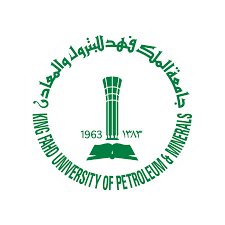 جامعة الملك فهد للبترول والمعادن
1963 ١٣٨٣
KING FAHD UNIVERSITY OF PETROLEUM & MINERALS